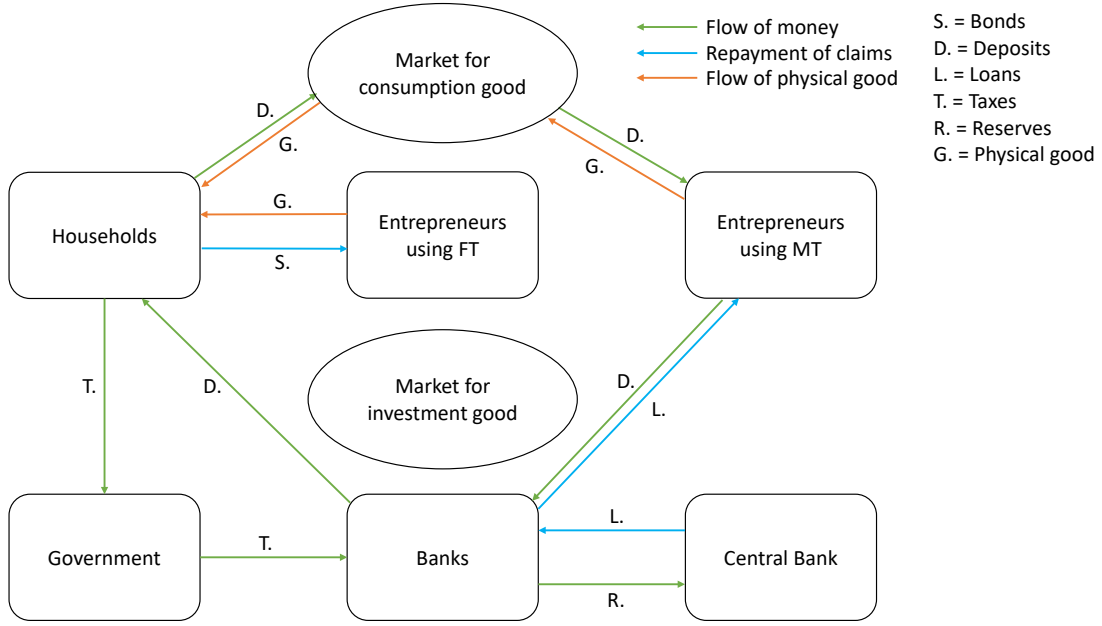 Market for
consumption good
Flow of money
Repayment of claims
Flow of physical good
S. = Bonds
D. = Deposits
L. = Loans
T. = Taxes
R. = Reserves
G. = Physical good
D.
G.
D.
G.
Households
G.
S.
Entrepreneurs
using FT
Entrepreneurs
using MT
T.
D.
Market for
investment good
D.
L.
Government
T.
Banks
L.
R.
Central Bank